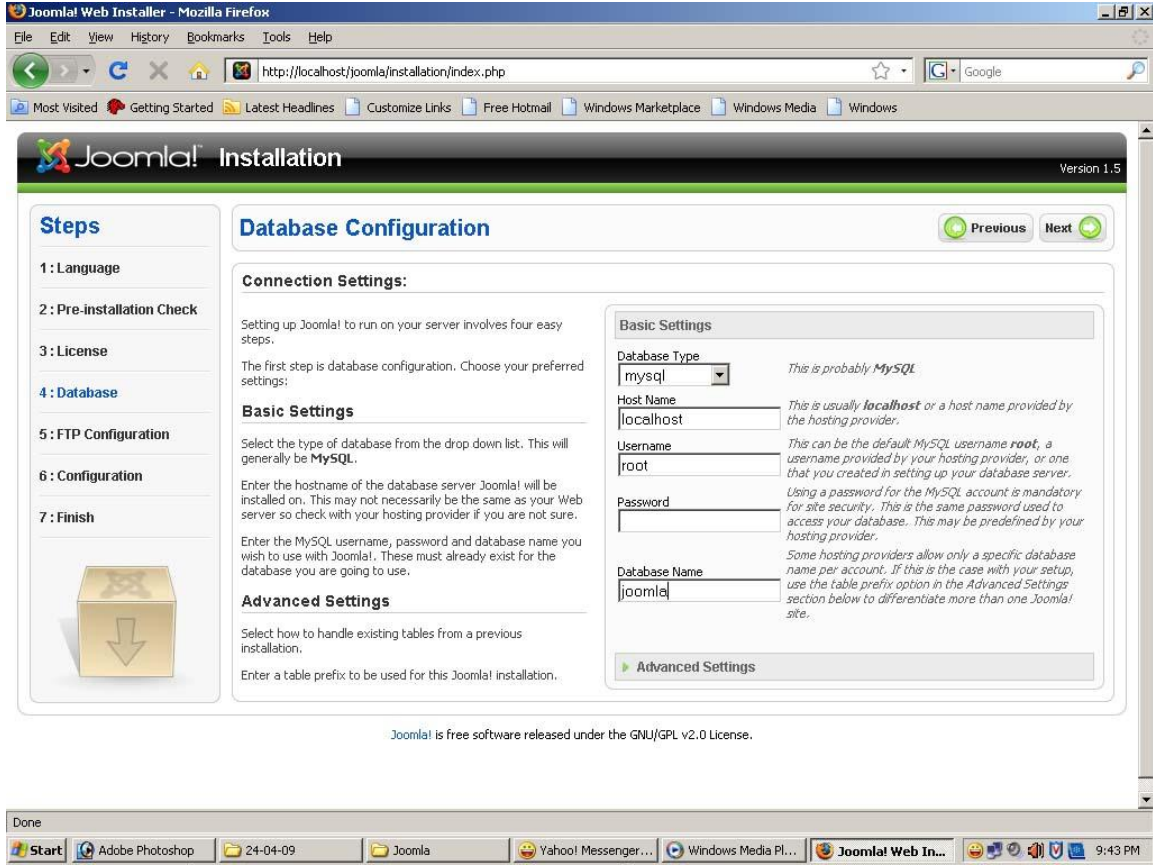 Joomla! Web Installer - Mozilla Firefox
File Edit View History Bookmarks Tools Help
http://localhost/joomla/installation/index.php
G Google
Most Visited Getting Started Latest Headlines Customize Links Free Hotmail Windows Marketplace Windows Media Windows
Joomla!™ Installation
Version 1.5
Steps
1 : Language
2 : Pre-installation Check
3 : License
4 : Database
5 : FTP Configuration
6 : Configuration
7 : Finish
Database Configuration
Previous
Next
Connection Settings:
Setting up Joomla! to run on your server involves four easy
steps.
The first step is database configuration. Choose your preferred
settings:
Basic Settings
Select the type of database from the drop down list. This will
generally be MySQL.
Enter the hostname of the database server Joomla! will be
installed on. This may not necessarily be the same as your Web
server so check with your hosting provider if you are not sure.
Enter the MySQL username, password and database name you
wish to use with Joomla!. These must already exist for the
database you are going to use.
Advanced Settings
Select how to handle existing tables from a previous
installation.
Enter a table prefix to be used for this Joomla! installation.
Basic Settings
Database Type
mysql
This is probably MySQL
Host Name
localhost
This is usually localhost or a host name provided by
the hosting provider.
Username
root
This can be the default MySQL username root, a
username provided by your hosting provider, or one
that you created in setting up your database server.
Password
Using a password for the MySQL account is mandatory
for site security. This is the same password used to
access your database. This may be predefined by your
hosting provider.
Database Name
joomla
Some hosting providers allow only a specific database
name per account. If this is the case with your setup,
use the table prefix option in the Advanced Settings
section below to differentiate more than one Joomla!
site.
Advanced Settings
Joomla! is free software released under the GNU/GPL v2.0 License.
Done
Start Adobe Photoshop 24-04-09 Joomla Yahoo! Messenger... Windows Media Pl... Joomla! Web In... 9:43 PM